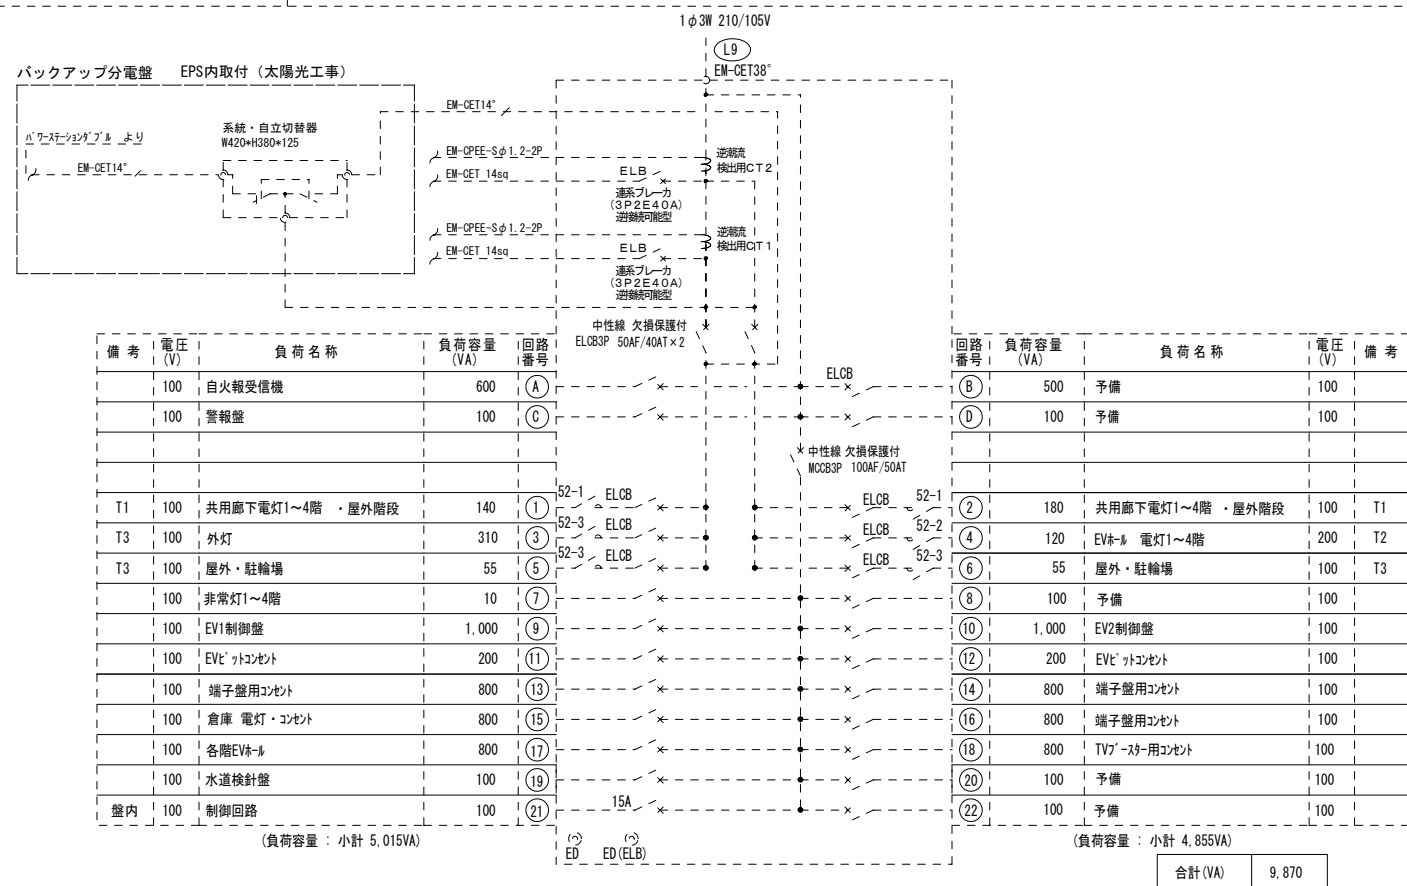 1φ3W 210/105V
L9
EM-CET38°
バックアップ分電盤 EPS内取付（太陽光工事）
ﾊﾟﾜｰｽﾃｰｼｮﾝﾀﾞﾌﾞﾙ より
EM-CET14°
系統・自立切替器
W420*H380*125
EM-CET14°
EM-CPEE-Sφ1.2-2P
EM-CET 14sq
ELB
連系ブレーカ
(3P2E40A)
逆接続可能型
逆潮流
検出用CT2
EM-CPEE-Sφ1.2-2P
EM-CET 14sq
ELB
連系ブレーカ
(3P2E40A)
逆接続可能型
逆潮流
検出用CT1
中性線 欠損保護付
ELCB3P 50AF/40AT×2
備 考 電圧(V) 負荷名称 負荷容量(VA) 回路番号
回路番号 負荷容量(VA) 負荷名称 電圧(V) 備 考
100 自火報受信機 600 A ELCB B 500 予備 100
100 警報盤 100 C D 100 予備 100
中性線 欠損保護付
MCCB3P 100AF/50AT
T1 100 共用廊下電灯1～4階 ・屋外階段 140 1 52-1 ELCB ELCB 52-1 2 180 共用廊下電灯1～4階 ・屋外階段 100 T1
T3 100 外灯 310 3 52-3 ELCB ELCB 52-2 4 120 EVﾎｰﾙ 電灯1～4階 200 T2
T3 100 屋外・駐輪場 55 5 52-3 ELCB ELCB 52-3 6 55 屋外・駐輪場 100 T3
100 非常灯1～4階 10 7 8 100 予備 100
100 EV1制御盤 1,000 9 10 1,000 EV2制御盤 100
100 EVﾋﾟｯﾄｺﾝｾﾝﾄ 200 11 12 200 EVﾋﾟｯﾄｺﾝｾﾝﾄ 100
100 端子盤用ｺﾝｾﾝﾄ 800 13 14 800 端子盤用ｺﾝｾﾝﾄ 100
100 倉庫 電灯・ｺﾝｾﾝﾄ 800 15 16 800 端子盤用ｺﾝｾﾝﾄ 100
100 各階EVﾎｰﾙ 800 17 18 800 TVﾌﾞｰｽﾀｰ用ｺﾝｾﾝﾄ 100
100 水道検針盤 100 19 20 100 予備 100
盤内 100 制御回路 100 21 15A 22 100 予備 100
(負荷容量 ： 小計 5,015VA)
ED ED(ELB)
(負荷容量 ： 小計 4,855VA)
合計(VA) 9,870